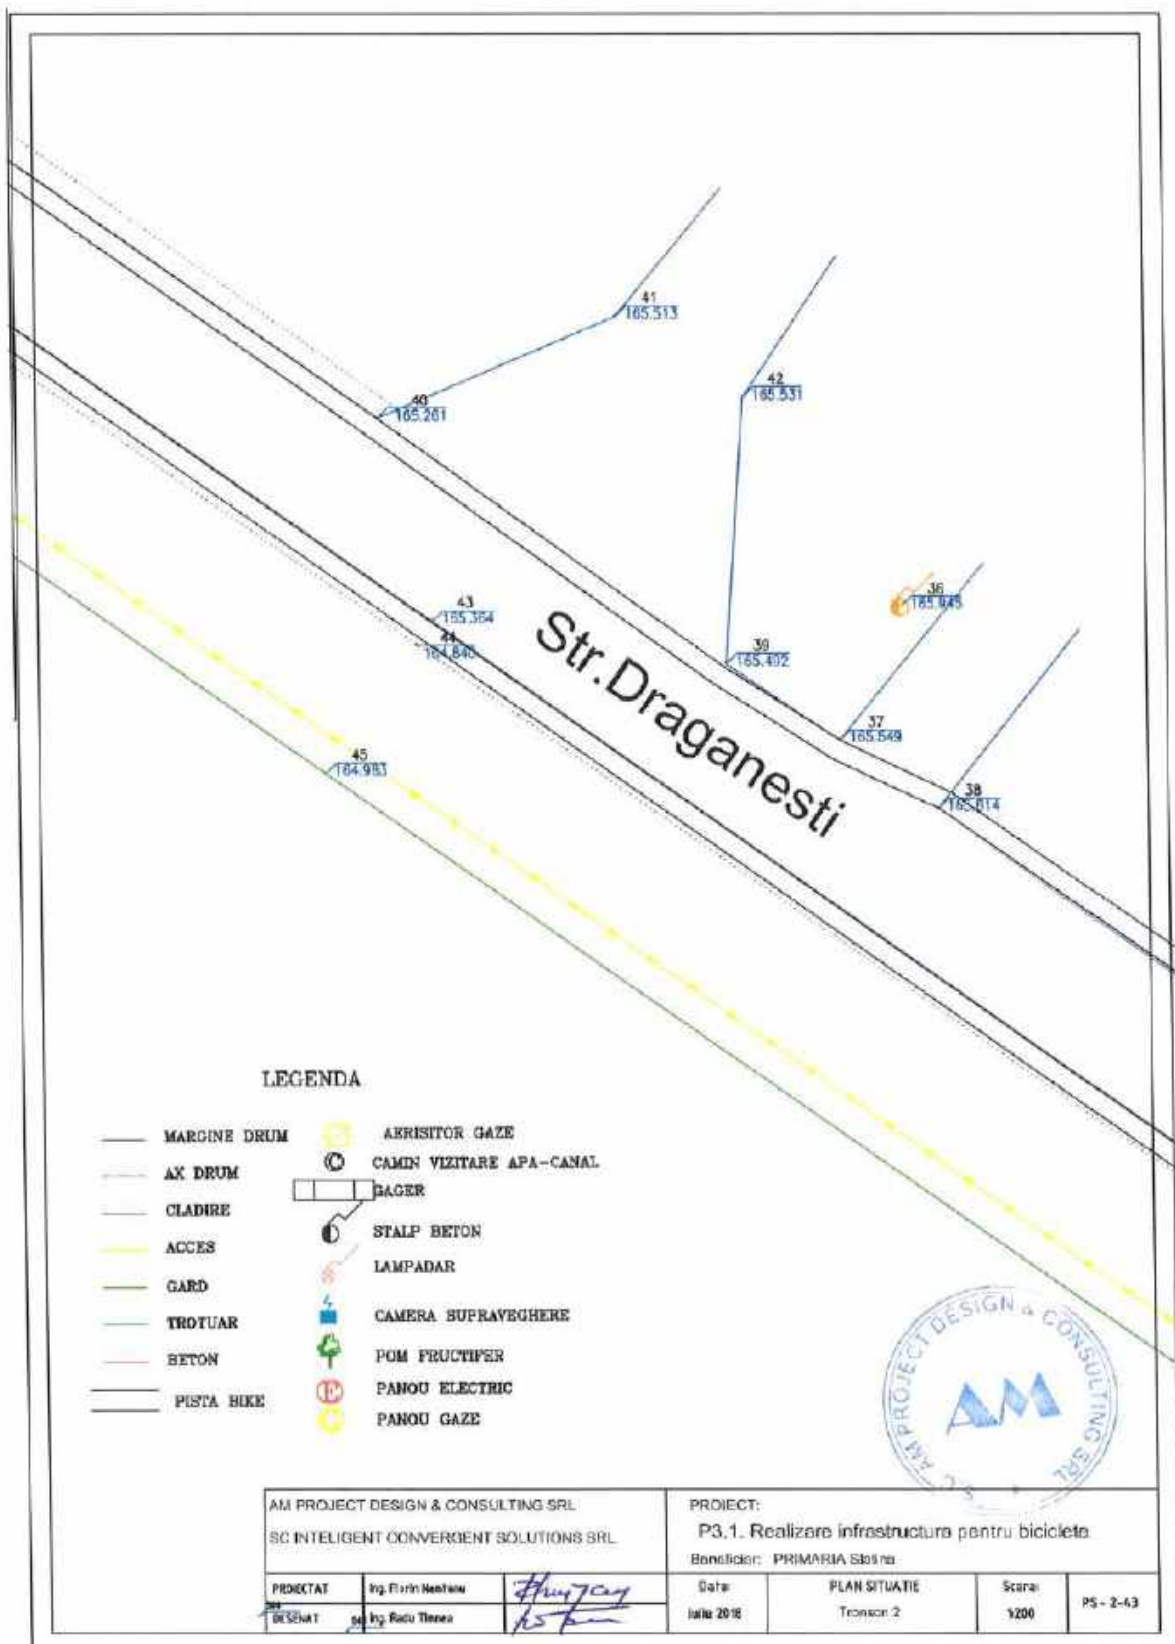 41
165.513
42
165.531
40
165.261
36
165.945
43
165.364
44
164.840
39
165.402
37
165.549
38
165.614
45
164.983
Str.Draganesti
LEGENDA
MARGINE DRUM
AX DRUM
CLADIRE
ACCES
GARD
TROTUAR
BETON
PISTA BIKE
AERISITOR GAZE
CAMIN VIZITARE APA-CANAL
GAGER
STALP BETON
LAMPADAR
CAMERA SUPRAVEGHERE
POM FRUCTIFER
E PANOU ELECTRIC
PANOU GAZE
S.C. AM PROJECT DESIGN & CONSULTING SRL
AM
AM PROJECT DESIGN & CONSULTING SRL
SC INTELIGENT CONVERGENT SOLUTIONS SRL
PROIECT:
P3.1. Realizare infrastructura pentru biciclete
Beneficiar: PRIMARIA Slatina
PROIECTAT Ing. Florin
DESENAT Ing. Radu
Data:
Iulie 2018
PLAN SITUATIE
Tronson 2
Scara:
1:200
PS - 2-43